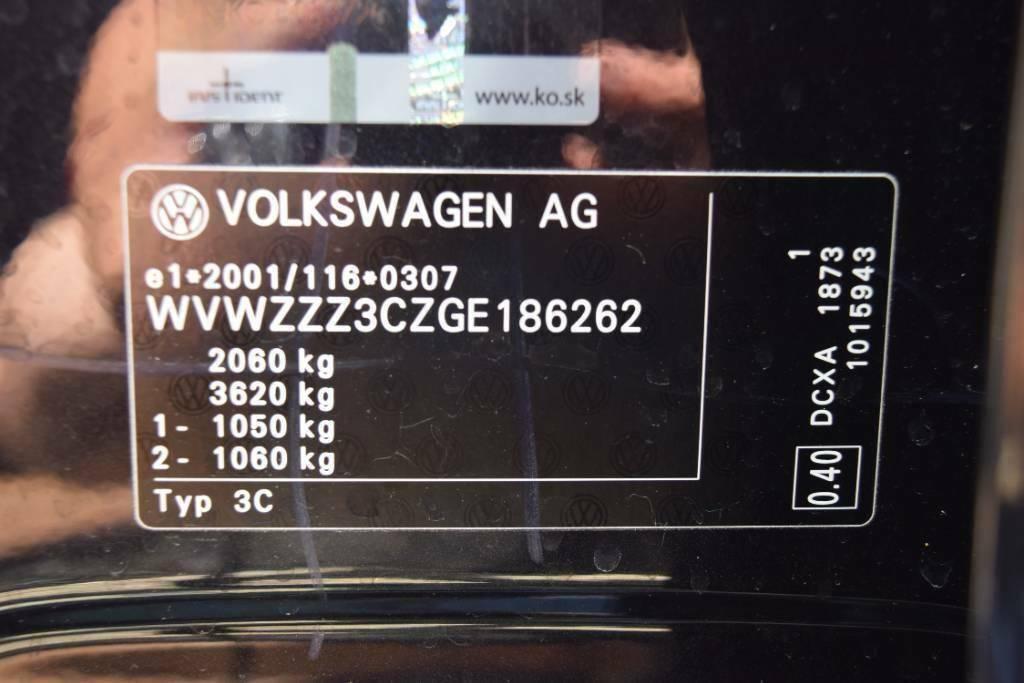 www.ko.sk
VOLKSWAGEN AG
e1*2001/116*0307
WVWZZZ3CZGE186262
2060 kg
3620 kg
1- 1050 kg
2- 1060 kg
Typ 3C
1
DCXA 1873
1015943
0.40